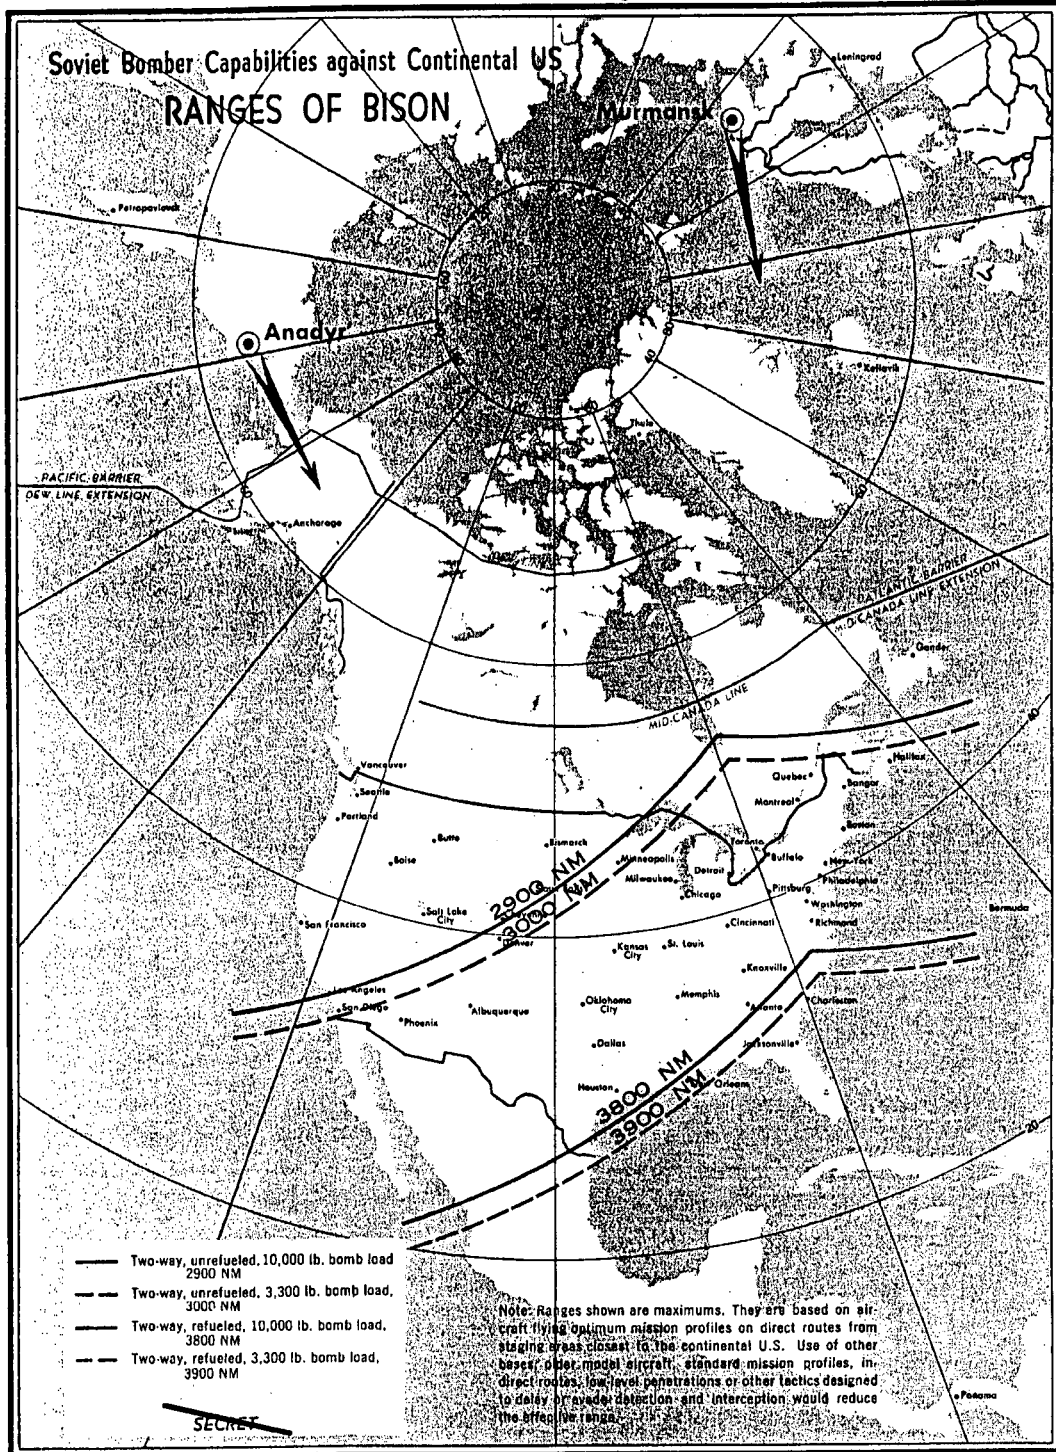 Soviet Bomber Capabilities against Continental US
RANGES OF BISON
Leningrad
Murmansk
Petropavlovsk
Anadyr
Keflavik
Thule
PACIFIC BARRIER
DEW LINE EXTENSION
Anchorage
ATLANTIC BARRIER
MID-CANADA LINE EXTENSION
Gander
MID-CANADA LINE
40
Vancouver
Seattle
Portland
Quebec
Halifax
Bangor
Montreal
Boston
Butte
Boise
Bismarck
Toronto
Buffalo
Minneapolis
Milwaukee
Detroit
Chicago
New York
Philadelphia
Pittsburg
Washington
Richmond
Bermuda
2900 NM
3000 NM
Salt Lake
City
San Francisco
Denver
Cincinnati
Kansas
City
St. Louis
Knoxville
Los Angeles
San Diego
Phoenix
Albuquerque
Oklahoma
City
Memphis
Atlanta
Charleston
Dallas
Jacksonville
Houston
Orleans
3800 NM
3900 NM
20
Two-way, unrefueled, 10,000 lb. bomb load
2900 NM
Two-way, unrefueled, 3,300 lb. bomb load,
3000 NM
Two-way, refueled, 10,000 lb. bomb load,
3800 NM
Two-way, refueled, 3,300 lb. bomb load,
3900 NM
Note: Ranges shown are maximums. They are based on air-
craft flying optimum mission profiles on direct routes from
staging areas closest to the continental U.S. Use of other
bases, older model aircraft, standard mission profiles, in-
direct routes, low-level penetrations or other tactics designed
to delay or evade detection and interception would reduce
the effective range.
Panama
SECRET